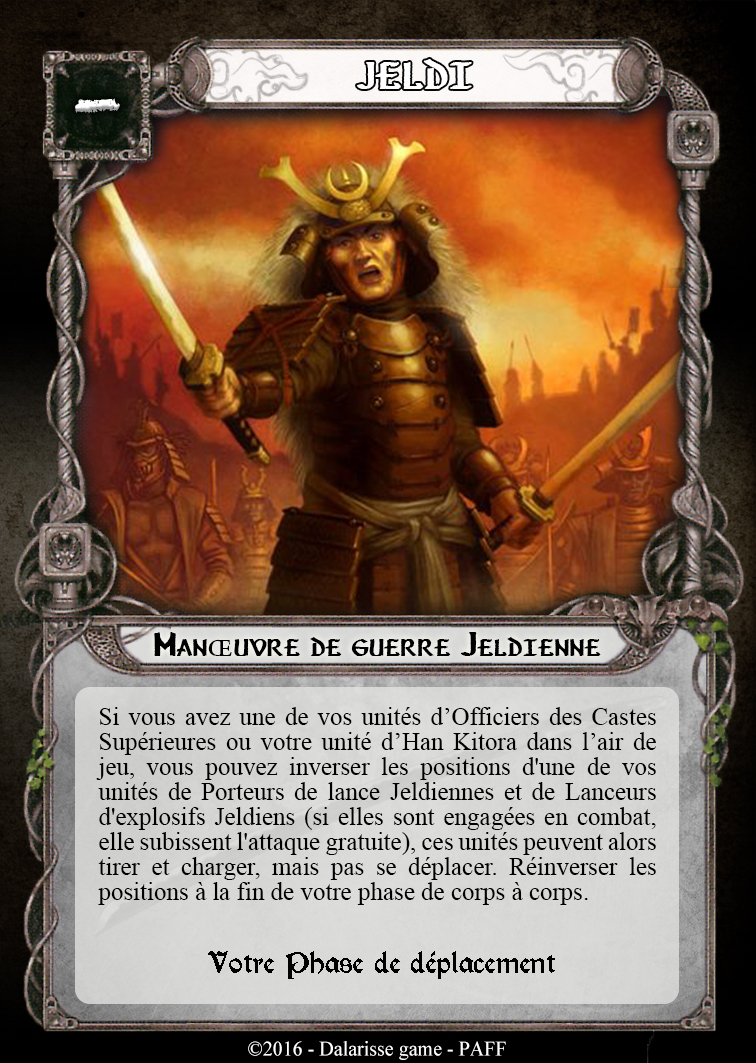 JELDI
Manœuvre de guerre Jeldienne
Si vous avez une de vos unités d’Officiers des Castes
Supérieures ou votre unité d’Han Kitora dans l’air de
jeu, vous pouvez inverser les positions d'une de vos
unités de Porteurs de lance Jeldiennes et de Lanceurs
d'explosifs Jeldiens (si elles sont engagées en combat,
elle subissent l'attaque gratuite), ces unités peuvent alors
tirer et charger, mais pas se déplacer. Réinverser les
positions à la fin de votre phase de corps à corps.
Votre Phase de déplacement
©2016 - Dalarisse game - PAFF